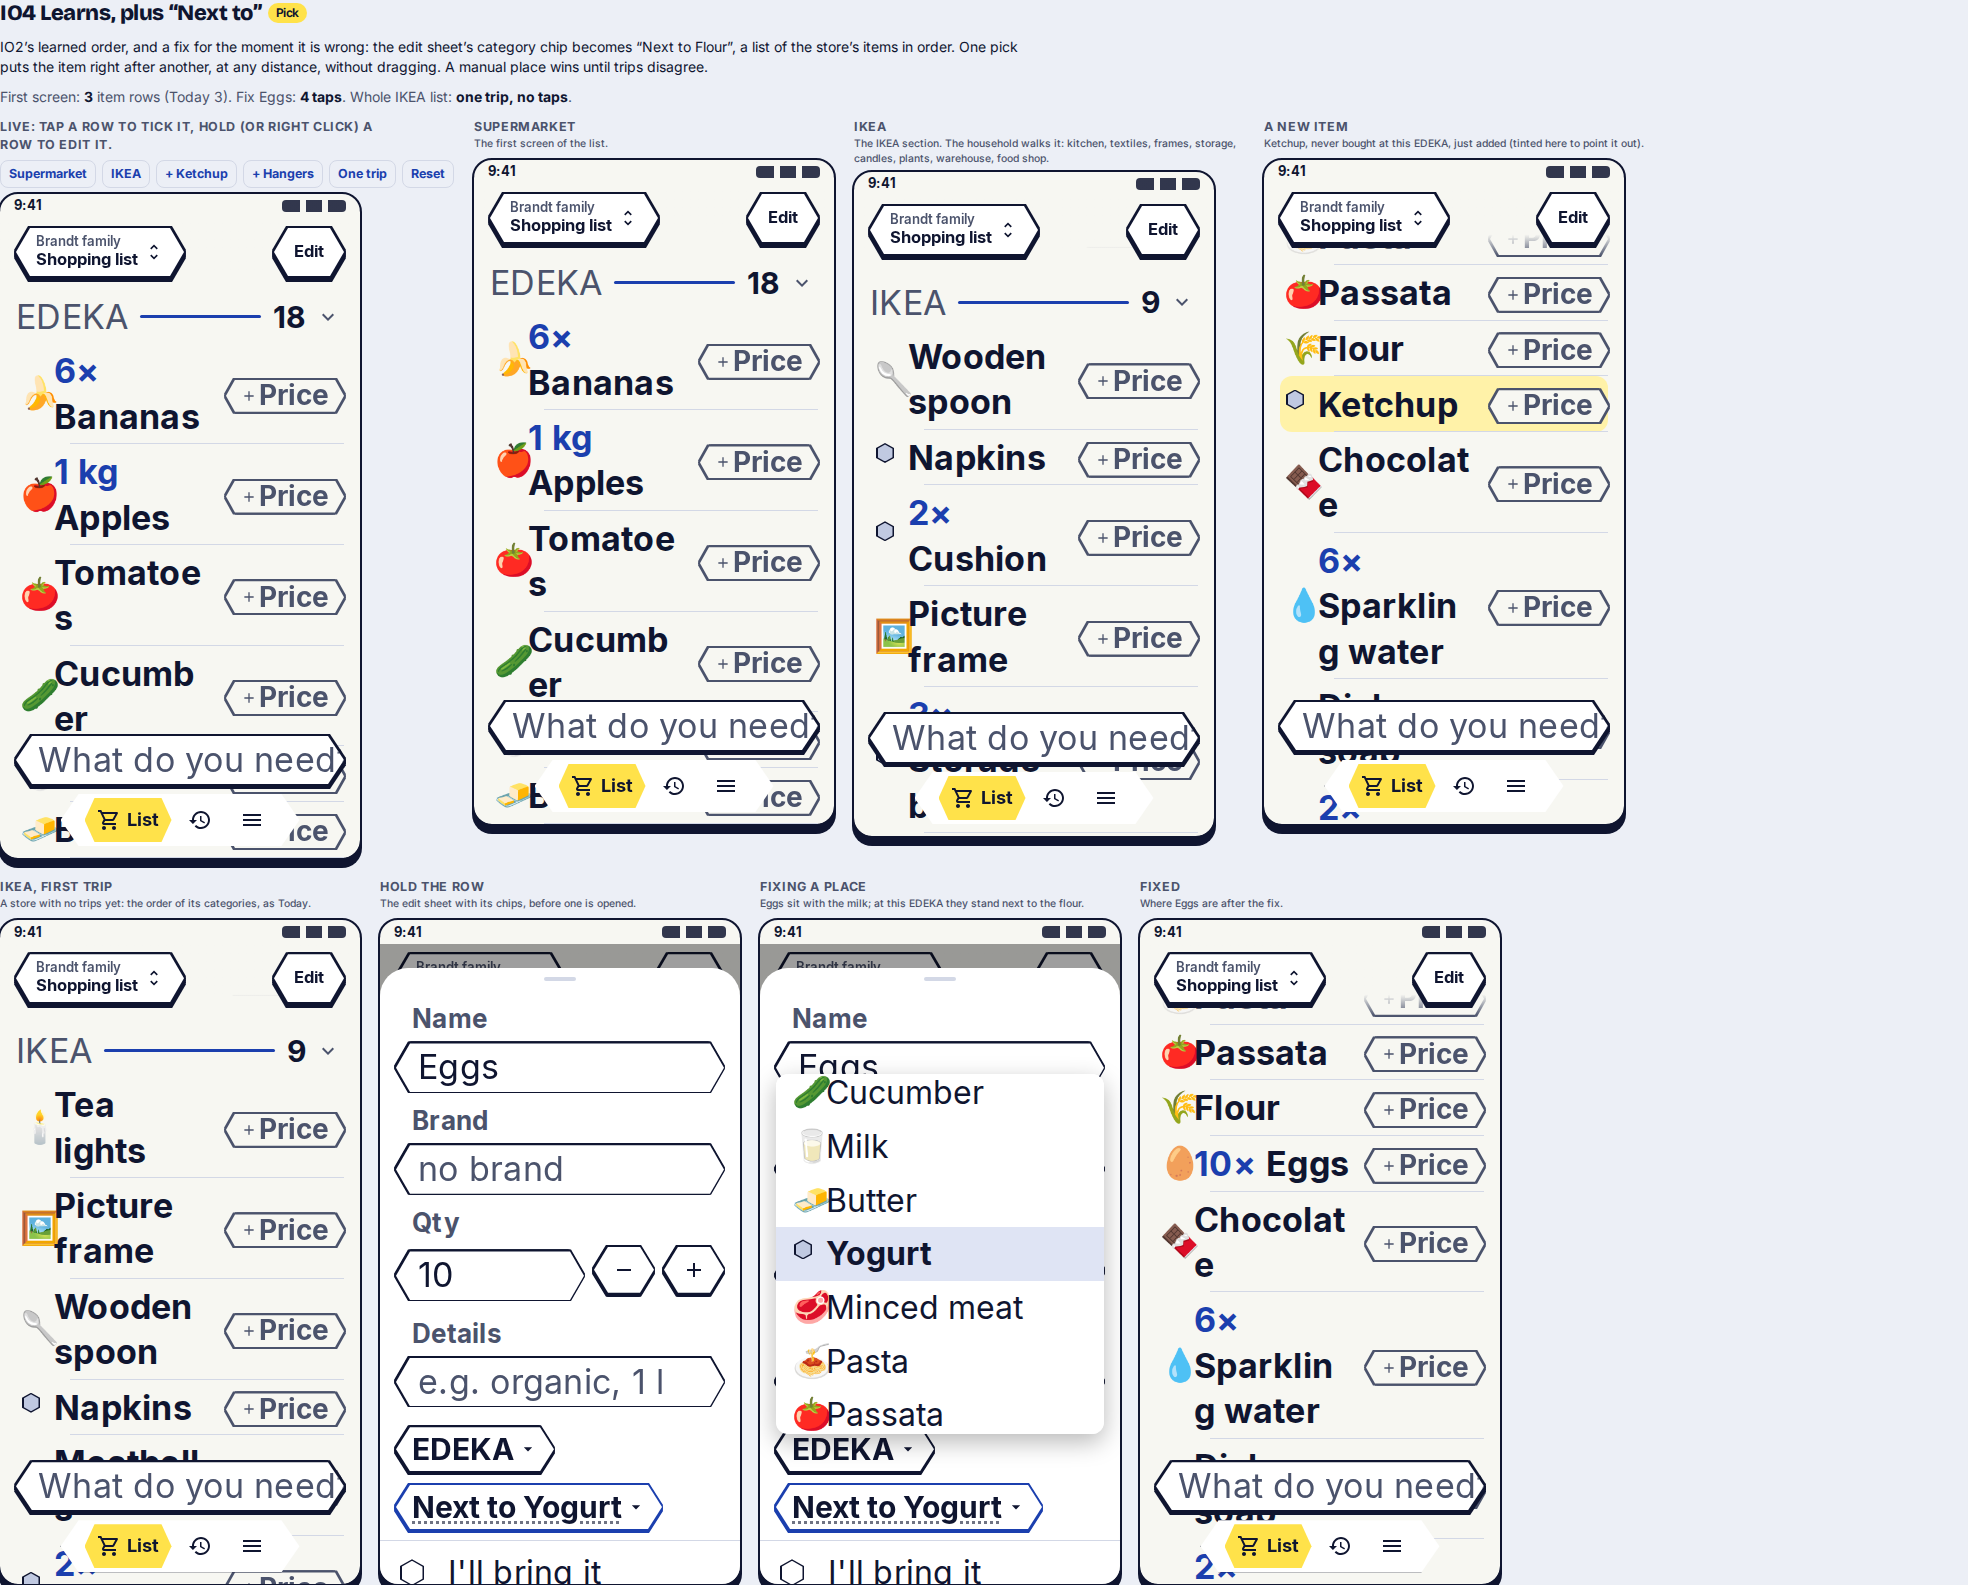 IO4 Learns, plus “Next to” Pick
IO2’s learned order, and a fix for the moment it is wrong: the edit sheet’s category chip becomes “Next to Flour”, a list of the store’s items in order. One pick
puts the item right after another, at any distance, without dragging. A manual place wins until trips disagree.
First screen: 3 item rows (Today 3). Fix Eggs: 4 taps. Whole IKEA list: one trip, no taps.
LIVE: TAP A ROW TO TICK IT, HOLD (OR RIGHT CLICK) A
ROW TO EDIT IT.
Supermarket IKEA + Ketchup + Hangers One trip Reset
9:41
Brandt family
Shopping list
Edit
EDEKA 18
6×
Bananas
+ Price
1 kg
Apples
+ Price
Tomatoe
s
+ Price
Cucumb
er
+ Price
What do you need
List
SUPERMARKET
The first screen of the list.
9:41
Brandt family
Shopping list
Edit
EDEKA 18
6×
Bananas
+ Price
1 kg
Apples
+ Price
Tomatoe
s
+ Price
Cucumb
er
+ Price
What do you need
List
IKEA
The IKEA section. The household walks it: kitchen, textiles, frames, storage,
candles, plants, warehouse, food shop.
9:41
Brandt family
Shopping list
Edit
IKEA 9
Wooden
spoon
+ Price
Napkins
+ Price
2×
Cushion
+ Price
Picture
frame
+ Price
What do you need
List
A NEW ITEM
Ketchup, never bought at this EDEKA, just added (tinted here to point it out).
9:41
Brandt family
Shopping list
Edit
Passata
+ Price
Flour
+ Price
Ketchup
+ Price
Chocolat
e
+ Price
6×
Sparklin
g water
+ Price
What do you need
List
2×
IKEA, FIRST TRIP
A store with no trips yet: the order of its categories, as Today.
9:41
Brandt family
Shopping list
Edit
IKEA 9
Tea
lights
+ Price
Picture
frame
+ Price
Wooden
spoon
+ Price
Napkins
+ Price
What do you need
List
HOLD THE ROW
The edit sheet with its chips, before one is opened.
9:41
Brandt family
Name
Eggs
Brand
no brand
Qty
10
Details
e.g. organic, 1 l
EDEKA
Next to Yogurt
I'll bring it
FIXING A PLACE
Eggs sit with the milk; at this EDEKA they stand next to the flour.
9:41
Brandt family
Name
Eggs
Cucumber
Milk
Butter
Yogurt
Minced meat
Pasta
Passata
EDEKA
Next to Yogurt
I'll bring it
FIXED
Where Eggs are after the fix.
9:41
Brandt family
Shopping list
Edit
Passata
+ Price
Flour
+ Price
10× Eggs
+ Price
Chocolat
e
+ Price
6×
Sparklin
g water
+ Price
What do you need
List
2×